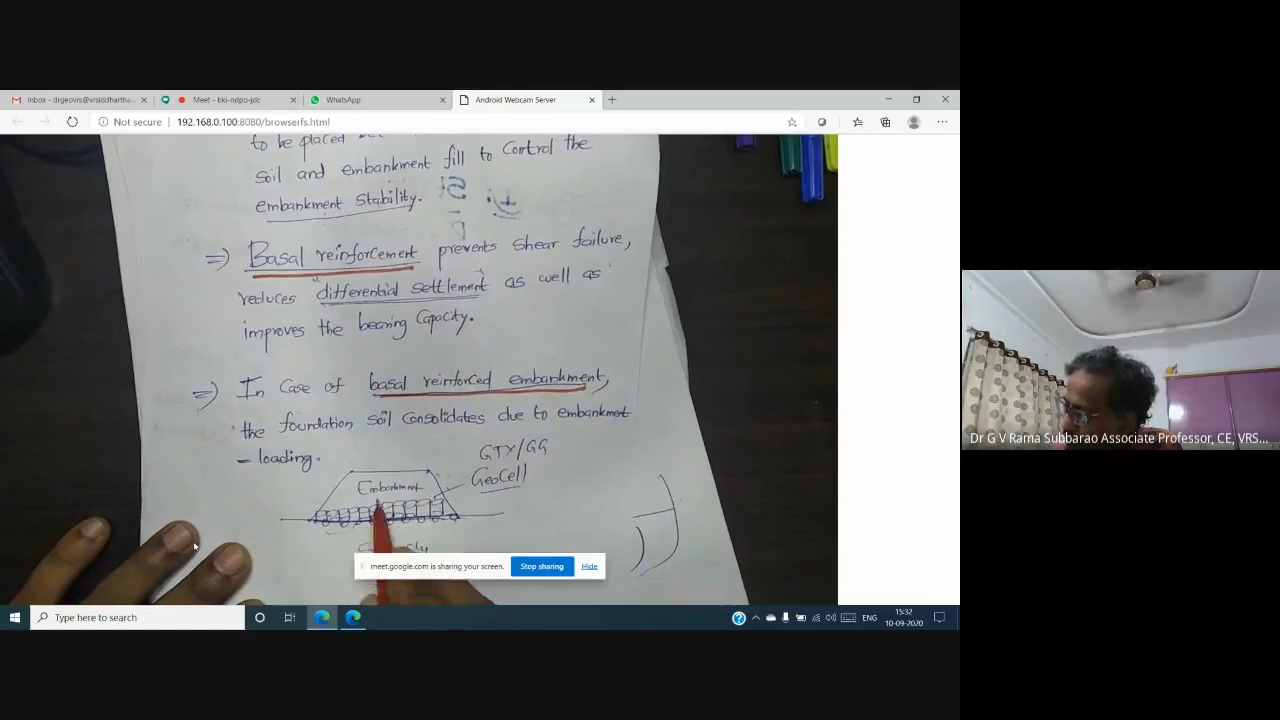 Inbox - drgeovrs@vrsiddhartha...
Meet - bki-ndpo-jdc
WhatsApp
Android Webcam Server
Not secure
192.168.0.100:8080/browserfs.html
to be placed
soil and embankment fill to control the
embankment stability.
=) Basal reinforcement prevents shear failure,
reduces "differential settlement" as well as
improves the bearing capacity.
=) In case of basal reinforced embankment,
the foundation soil consolidates due to embankment
- loading.
GTX/GG
GeoCell
Embankment
meet.google.com is sharing your screen.
Stop sharing
Hide
Dr G V Rama Subbarao Associate Professor, CE, VRS...
Type here to search
ENG
15:32
10-09-2020